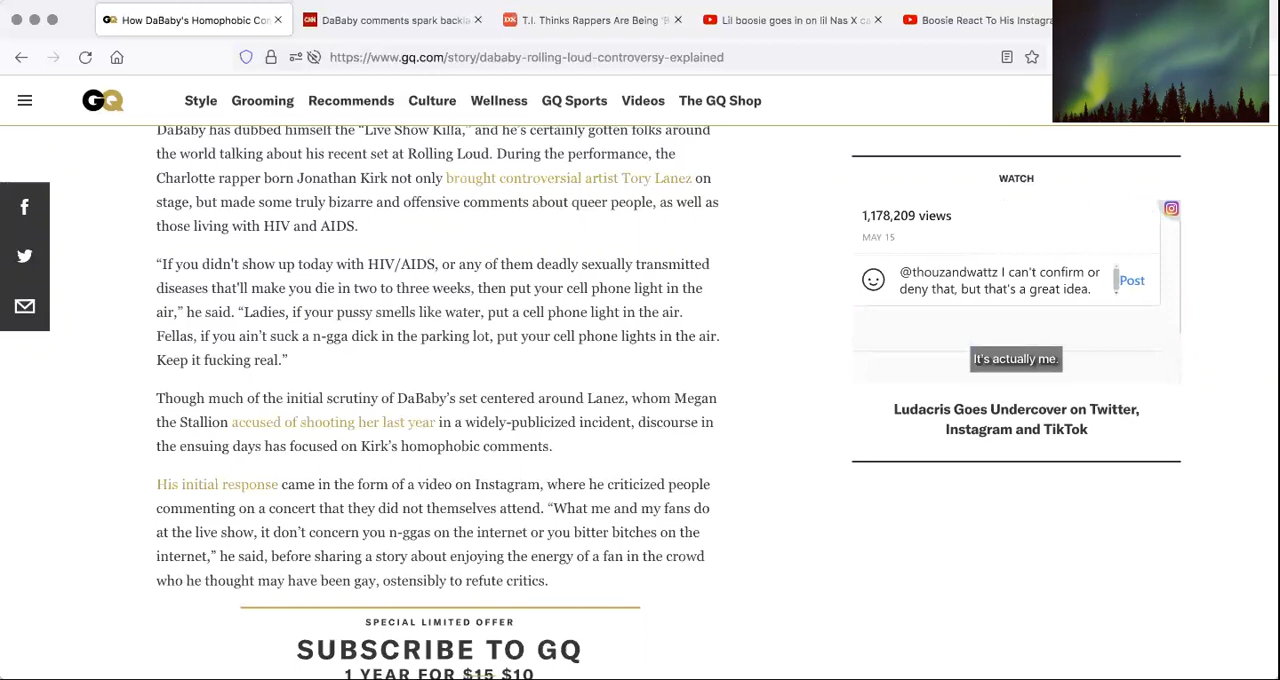 How DaBaby's Homophobic Con
DaBaby comments spark backla
T.I. Thinks Rappers Are Being 'B
Lil boosie goes in on lil Nas X ca
Boosie React To His Instagra
https://www.gq.com/story/dababy-rolling-loud-controversy-explained
GQ
Style Grooming Recommends Culture Wellness GQ Sports Videos The GQ Shop
DaBaby has dubbed himself the “Live Show Killa,” and he’s certainly gotten folks around
the world talking about his recent set at Rolling Loud. During the performance, the
Charlotte rapper born Jonathan Kirk not only brought controversial artist Tory Lanez on
stage, but made some truly bizarre and offensive comments about queer people, as well as
those living with HIV and AIDS.
“If you didn't show up today with HIV/AIDS, or any of them deadly sexually transmitted
diseases that'll make you die in two to three weeks, then put your cell phone light in the
air,” he said. “Ladies, if your pussy smells like water, put a cell phone light in the air.
Fellas, if you ain’t suck a n-gga dick in the parking lot, put your cell phone lights in the air.
Keep it fucking real.”
Though much of the initial scrutiny of DaBaby’s set centered around Lanez, whom Megan
the Stallion accused of shooting her last year in a widely-publicized incident, discourse in
the ensuing days has focused on Kirk’s homophobic comments.
His initial response came in the form of a video on Instagram, where he criticized people
commenting on a concert that they did not themselves attend. “What me and my fans do
at the live show, it don’t concern you n-ggas on the internet or you bitter bitches on the
internet,” he said, before sharing a story about enjoying the energy of a fan in the crowd
who he thought may have been gay, ostensibly to refute critics.
SPECIAL LIMITED OFFER
SUBSCRIBE TO GQ
1 YEAR FOR $15 $10
WATCH
1,178,209 views
MAY 15
@thouzandwattz I can't confirm or
deny that, but that's a great idea.
Post
It's actually me.
Ludacris Goes Undercover on Twitter,
Instagram and TikTok